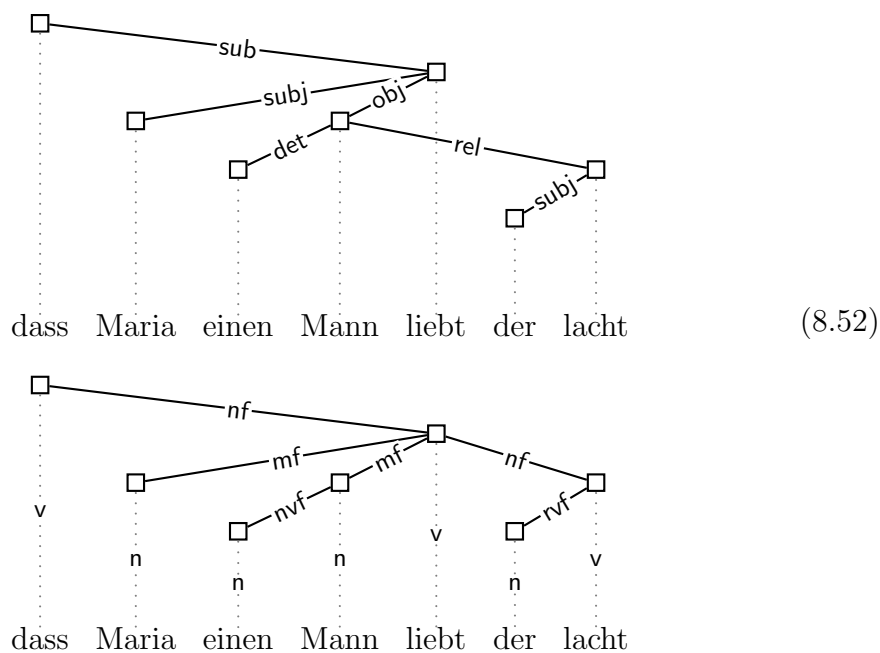 sub
subj
obj
det
rel
subj
dass Maria einen Mann liebt der lacht
(8.52)
nf
mf
mf
nf
nvf
rvf
v
v
n
n
v
n
n
dass Maria einen Mann liebt der lacht